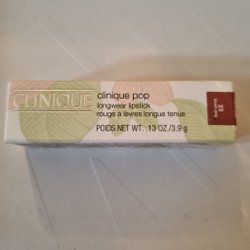 CLINIQUE
clinique pop
longwear lipstick
rouge à lèvres longue tenue
POIDS NET WT. .13 OZ./3.9 g